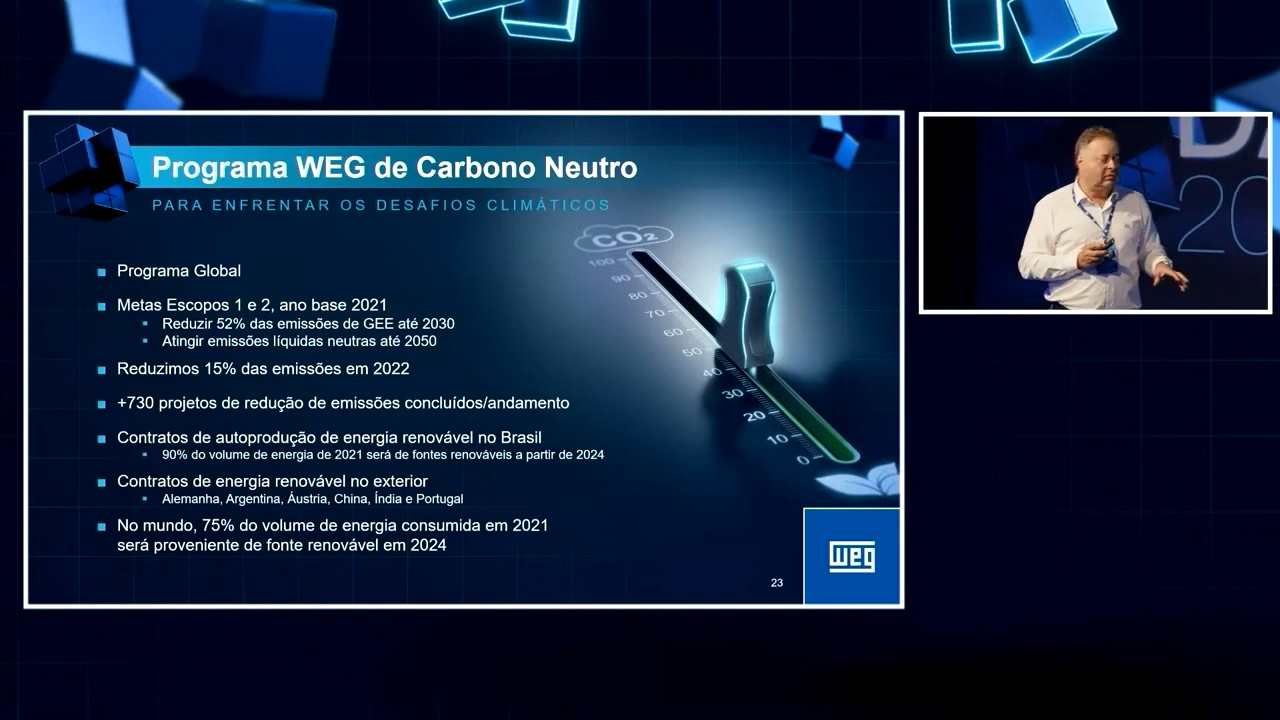 Programa WEG de Carbono Neutro
PARA ENFRENTAR OS DESAFIOS CLIMÁTICOS
Programa Global
Metas Escopos 1 e 2, ano base 2021
Reduzir 52% das emissões de GEE até 2030
Atingir emissões líquidas neutras até 2050
Reduzimos 15% das emissões em 2022
+730 projetos de redução de emissões concluídos/andamento
Contratos de autoprodução de energia renovável no Brasil
90% do volume de energia de 2021 será de fontes renováveis a partir de 2024
Contratos de energia renovável no exterior
Alemanha, Argentina, Áustria, China, Índia e Portugal
No mundo, 75% do volume de energia consumida em 2021
será proveniente de fonte renovável em 2024
CO₂
100
90
80
70
60
50
40
30
20
10
0
23
weg
DA
20